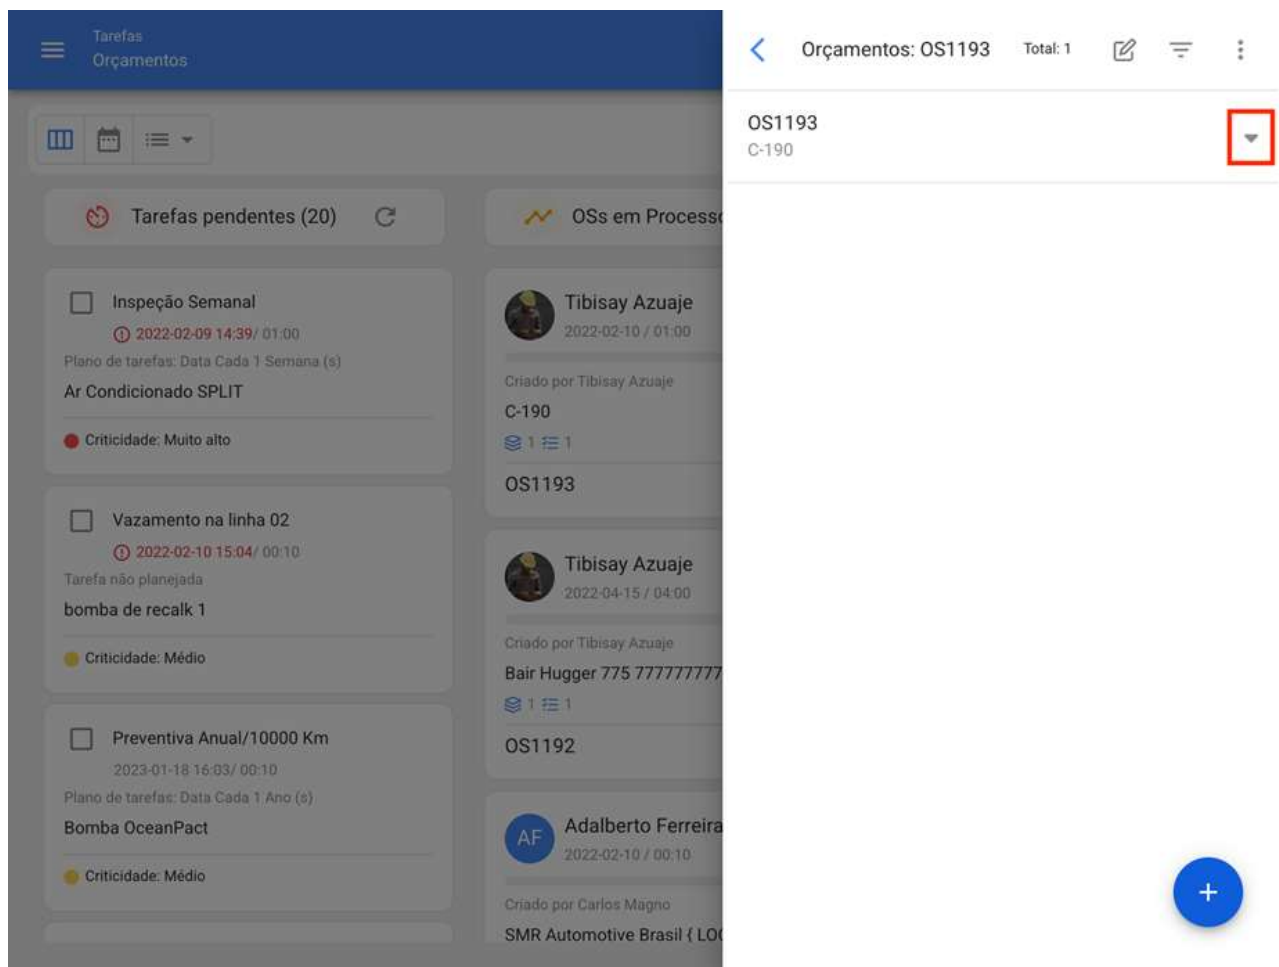 Tarefas
Orçamentos
Tarefas pendentes (20)
Inspeção Semanal
2022-02-09 14:39/ 01:00
Plano de tarefas: Data Cada 1 Semana (s)
Ar Condicionado SPLIT
Criticidade: Muito alto
Vazamento na linha 02
2022-02-10 15:04/ 00:10
Tarefa não planejada
bomba de recalk 1
Criticidade: Médio
Preventiva Anual/10000 Km
2023-01-18 16:03/ 00:10
Plano de tarefas: Data Cada 1 Ano (s)
Bomba OceanPact
Criticidade: Médio
OSs em Processo
Tibisay Azuaje
2022-02-10 / 01:00
Criado por Tibisay Azuaje
C-190
1 1
OS1193
Tibisay Azuaje
2022-04-15 / 04:00
Criado por Tibisay Azuaje
Bair Hugger 775 777777777
1 1
OS1192
AF
Adalberto Ferreira
2022-02-10 / 00:10
Criado por Carlos Magno
SMR Automotive Brasil { LO
Orçamentos: OS1193 Total: 1
OS1193
C-190